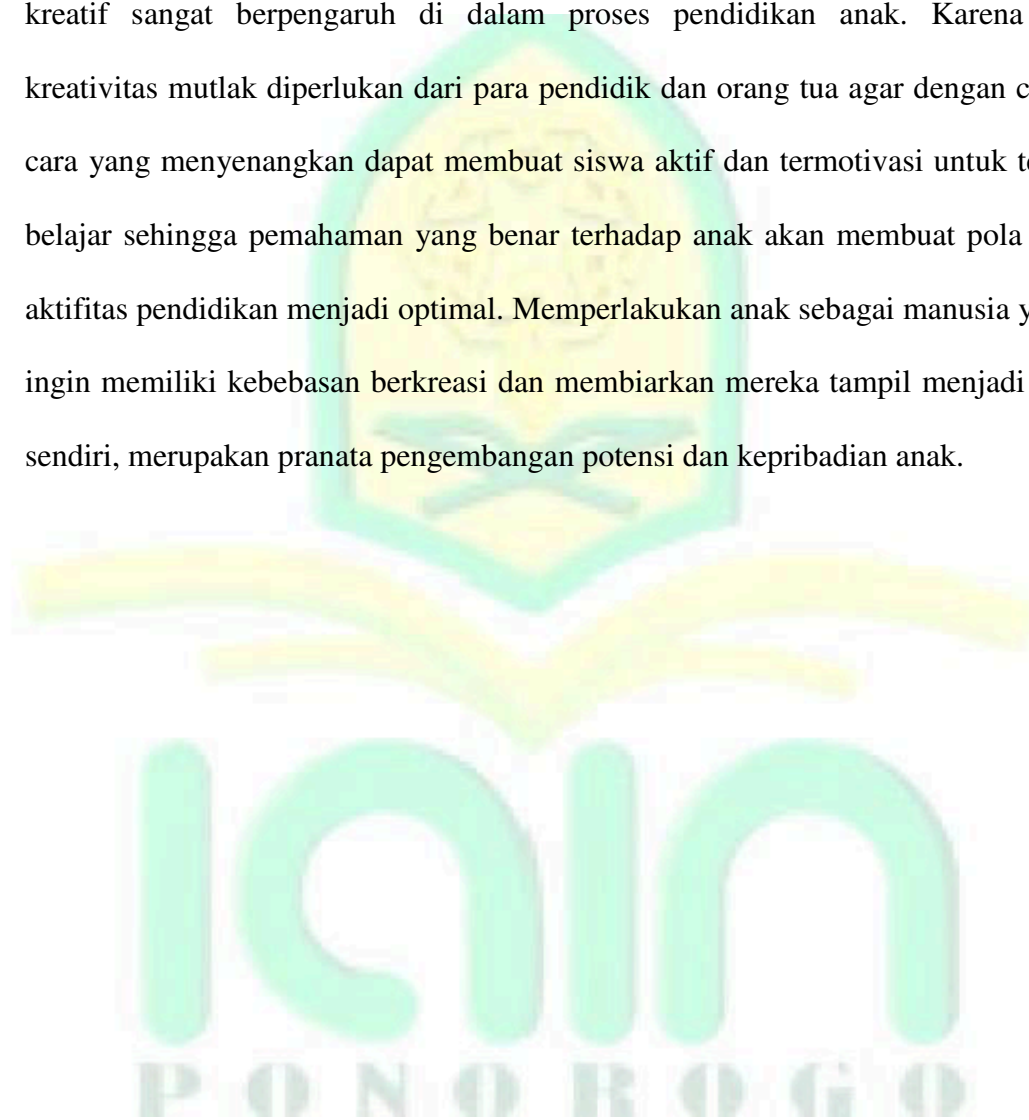 kreatif sangat berpengaruh di dalam proses pendidikan anak. Karena
kreativitas mutlak diperlukan dari para pendidik dan orang tua agar dengan
cara yang menyenangkan dapat membuat siswa aktif dan termotivasi untuk
belajar sehingga pemahaman yang benar terhadap anak akan membuat pola
aktifitas pendidikan menjadi optimal. Memperlakukan anak sebagai manusia
ingin memiliki kebebasan berkreasi dan membiarkan mereka tampil menjadi
sendiri, merupakan pranata pengembangan potensi dan kepribadian anak.
iain
PONOROGO